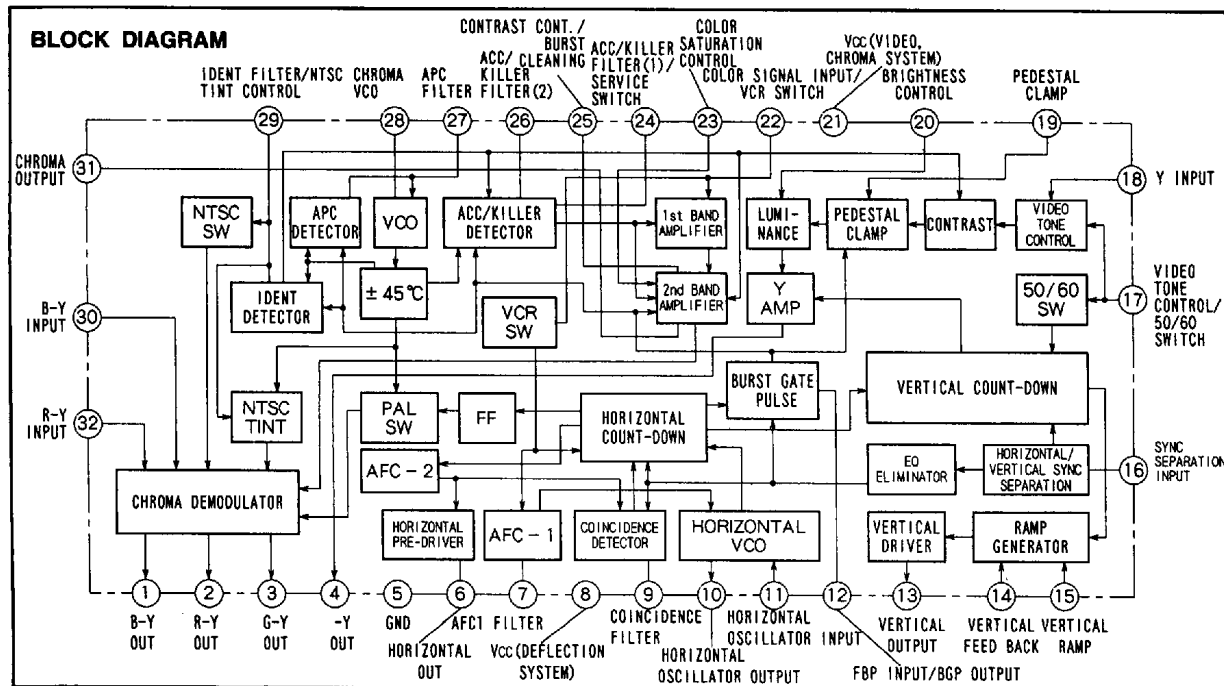 BLOCK DIAGRAM
IDENT FILTER/NTSC
TINT CONTROL
CHROMA
VCO
APC
FILTER
ACC/
KILLER
FILTER(2)
CONTRAST CONT./
BURST
CLEANING
ACC/KILLER
FILTER(1)/
SERVICE
SWITCH
COLOR
SATURATION
CONTROL
COLOR SIGNAL INPUT/
VCR SWITCH
Vcc(VIDEO,
CHROMA SYSTEM)
BRIGHTNESS
CONTROL
PEDESTAL
CLAMP
29
28
27
26
25
24
23
22
21
20
19
CHROMA
OUTPUT
31
18
Y INPUT
NTSC
SW
APC
DETECTOR
VCO
ACC/KILLER
DETECTOR
1st BAND
AMPLIFIER
LUMI-
NANCE
PEDESTAL
CLAMP
CONTRAST
VIDEO
TONE
CONTROL
IDENT
DETECTOR
± 45°C
VCR
SW
2nd BAND
AMPLIFIER
Y
AMP
50/60
SW
17
VIDEO
TONE
CONTROL/
50/60
SWITCH
B-Y
INPUT
30
R-Y
INPUT
32
NTSC
TINT
PAL
SW
FF
HORIZONTAL
COUNT-DOWN
BURST GATE
PULSE
VERTICAL COUNT-DOWN
AFC-2
EQ
ELIMINATOR
HORIZONTAL/
VERTICAL SYNC
SEPARATION
16
SYNC
SEPARATION
INPUT
CHROMA DEMODULATOR
HORIZONTAL
PRE-DRIVER
AFC-1
COINCIDENCE
DETECTOR
HORIZONTAL
VCO
VERTICAL
DRIVER
RAMP
GENERATOR
1
2
3
4
5
6
7
8
9
10
11
12
13
14
15
B-Y
OUT
R-Y
OUT
G-Y
OUT
-Y
OUT
GND
HORIZONTAL
OUT
AFC1 FILTER
Vcc(DEFLECTION
SYSTEM)
COINCIDENCE
FILTER
HORIZONTAL
OSCILLATOR OUTPUT
HORIZONTAL
OSCILLATOR INPUT
FBP INPUT/BGP OUTPUT
VERTICAL
OUTPUT
VERTICAL
FEED BACK
VERTICAL
RAMP